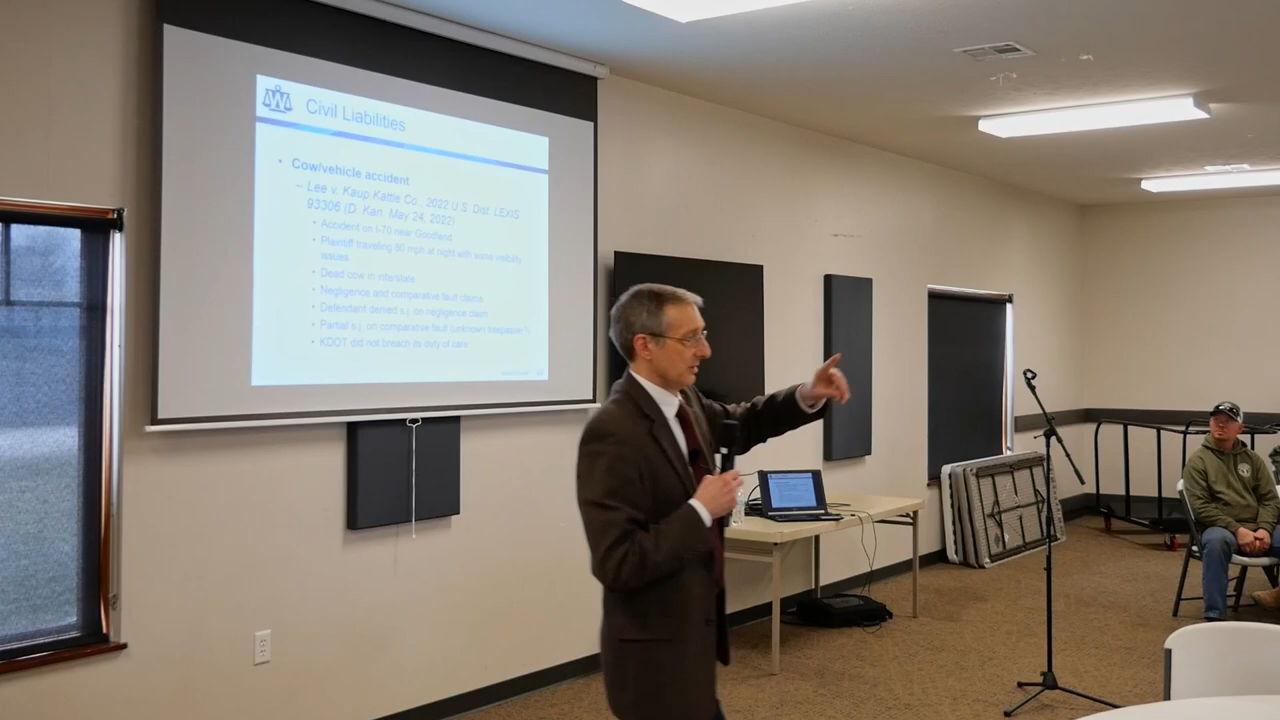 W
Civil Liabilities
• Cow/vehicle accident
– Lee v. Kaup Kattle Co., 2022 U.S. Dist. LEXIS
93306 (D. Kan. May 24, 2022)
• Accident on I-70 near Goodland.
• Plaintiff traveling 80 mph at night with some visibility
issues
• Dead cow in interstate
• Negligence and comparative fault claims
• Defendant denied s.j. on negligence claim
• Partial s.j. on comparative fault (unknown trespasser
• KDOT did not breach its duty of care